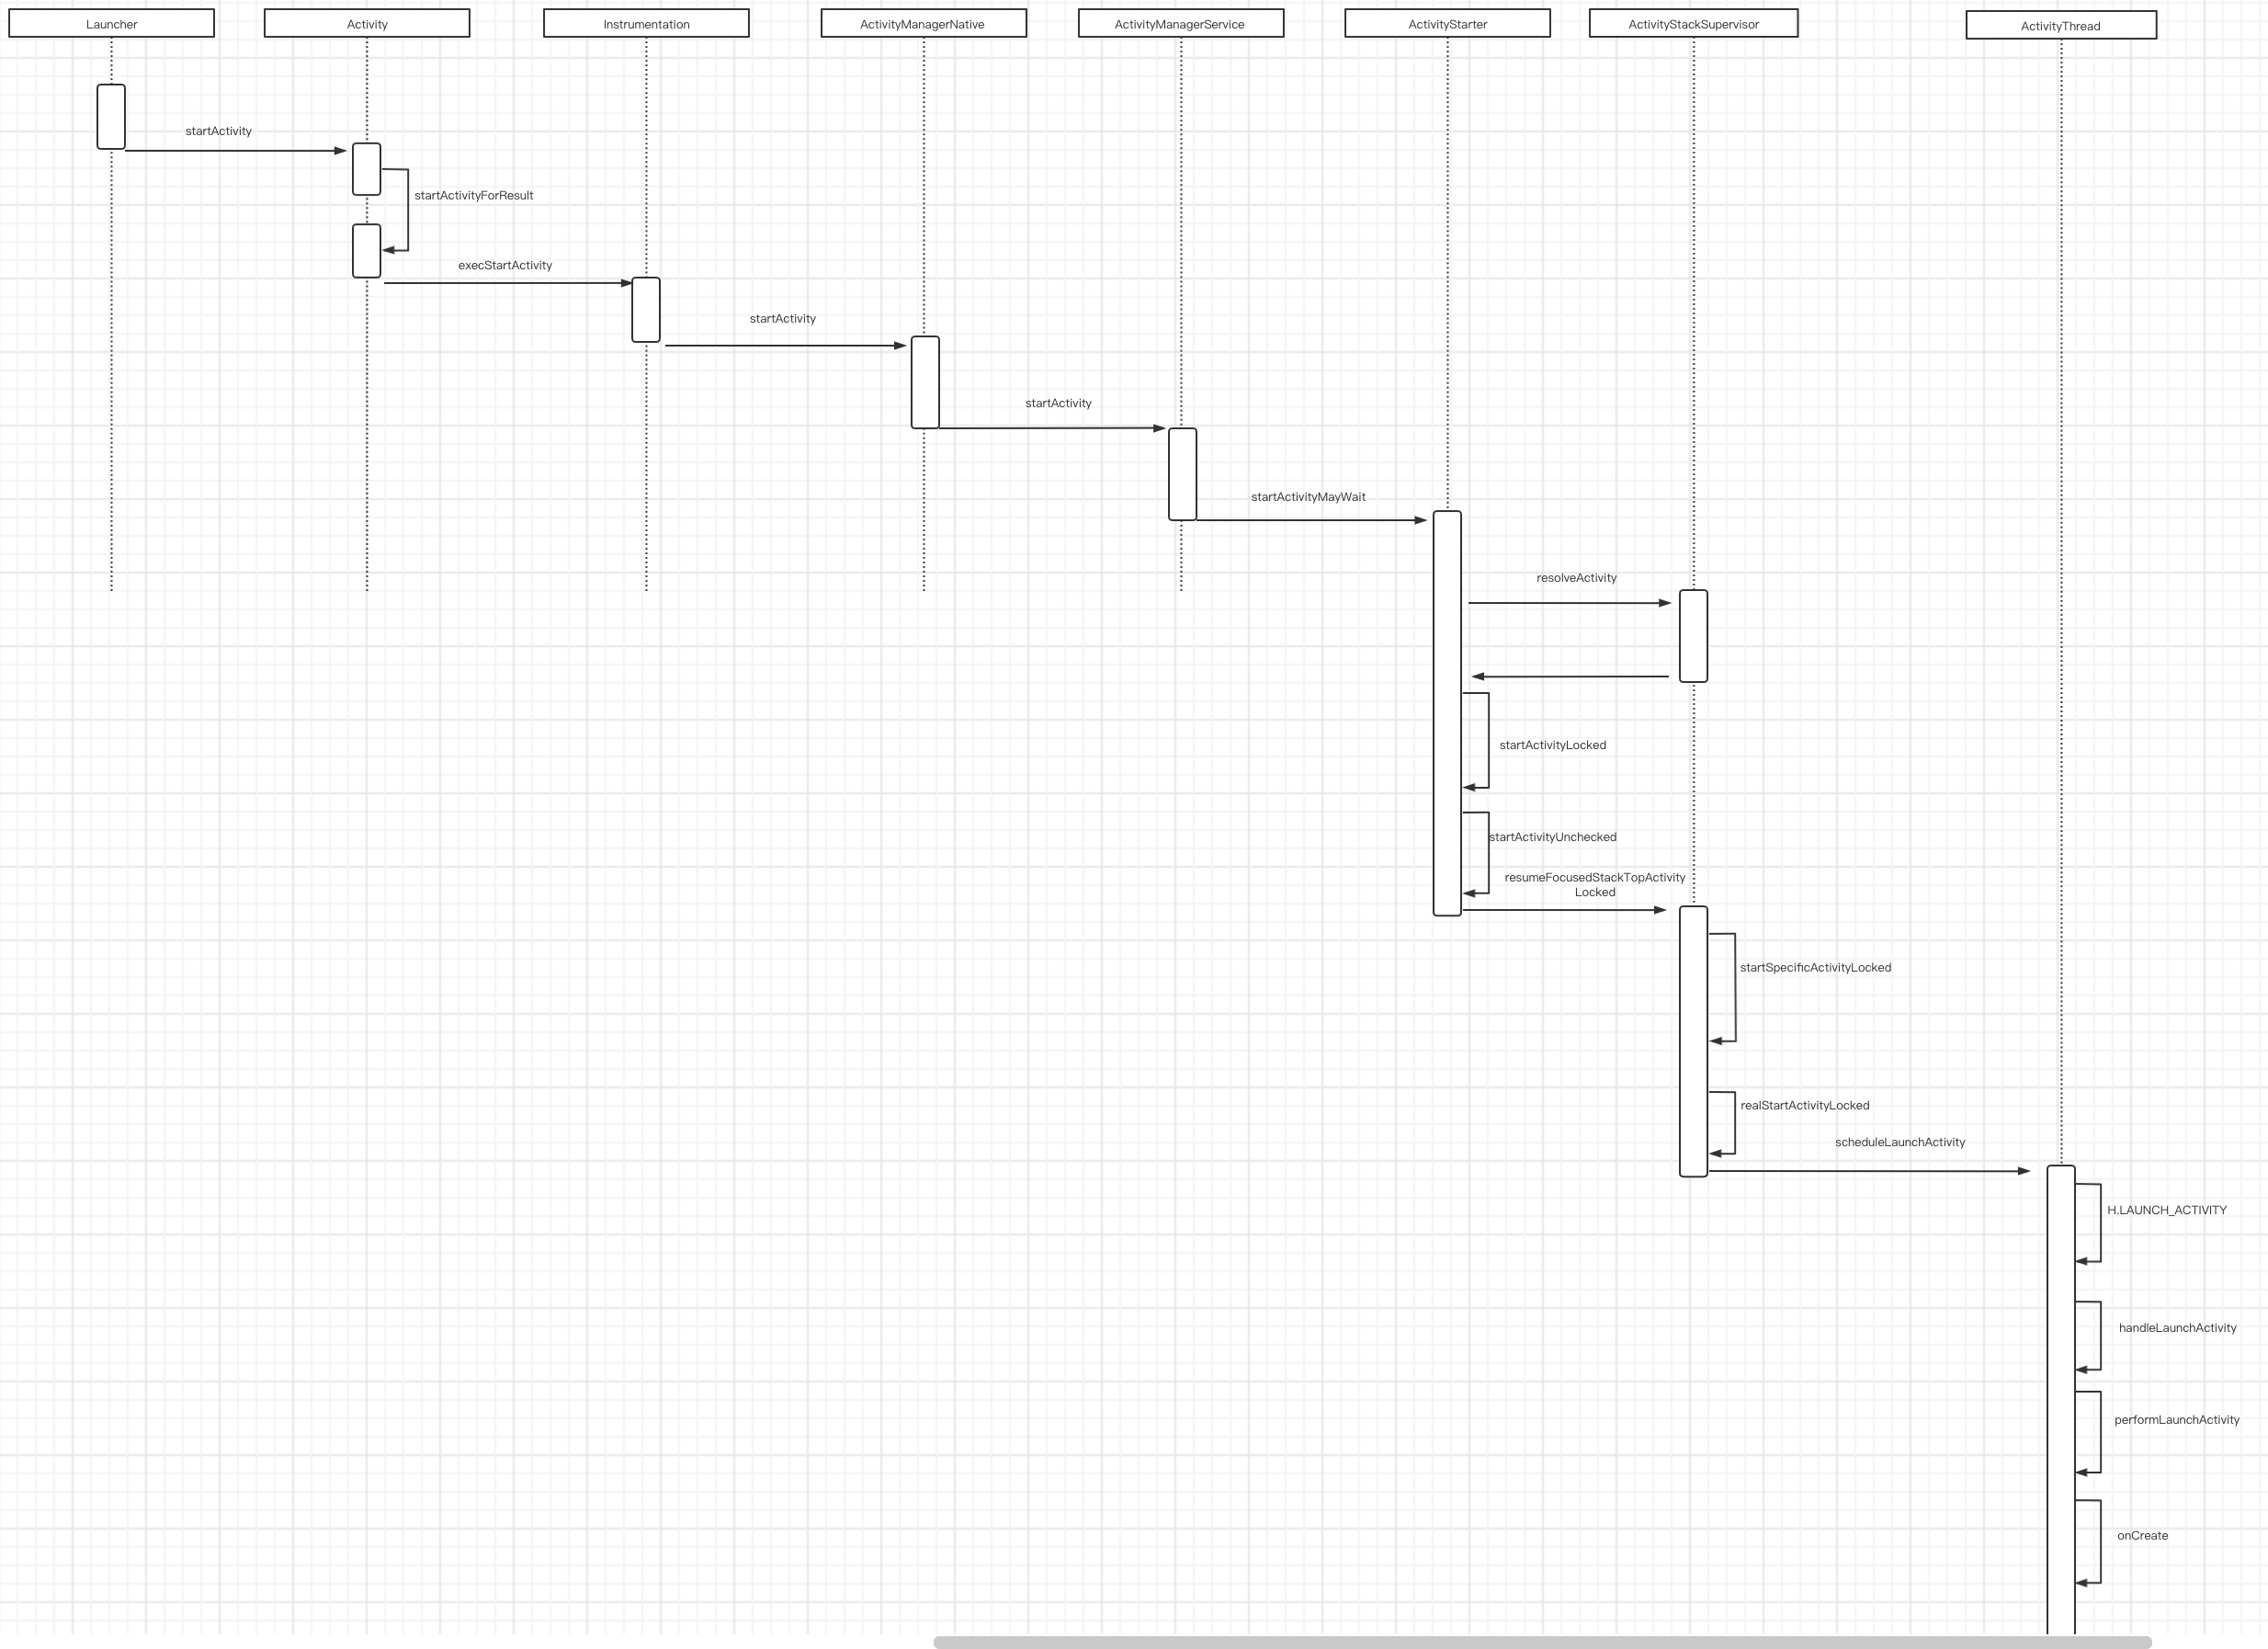 Launcher
Activity
Instrumentation
ActivityManagerNative
ActivityManagerService
ActivityStarter
ActivityStackSupervisor
ActivityThread
startActivity
startActivityForResult
execStartActivity
startActivity
startActivity
startActivityMayWait
resolveActivity
startActivityLocked
startActivityUnchecked
resumeFocusedStackTopActivity
Locked
startSpecificActivityLocked
realStartActivityLocked
scheduleLaunchActivity
H.LAUNCH_ACTIVITY
handleLaunchActivity
performLaunchActivity
onCreate